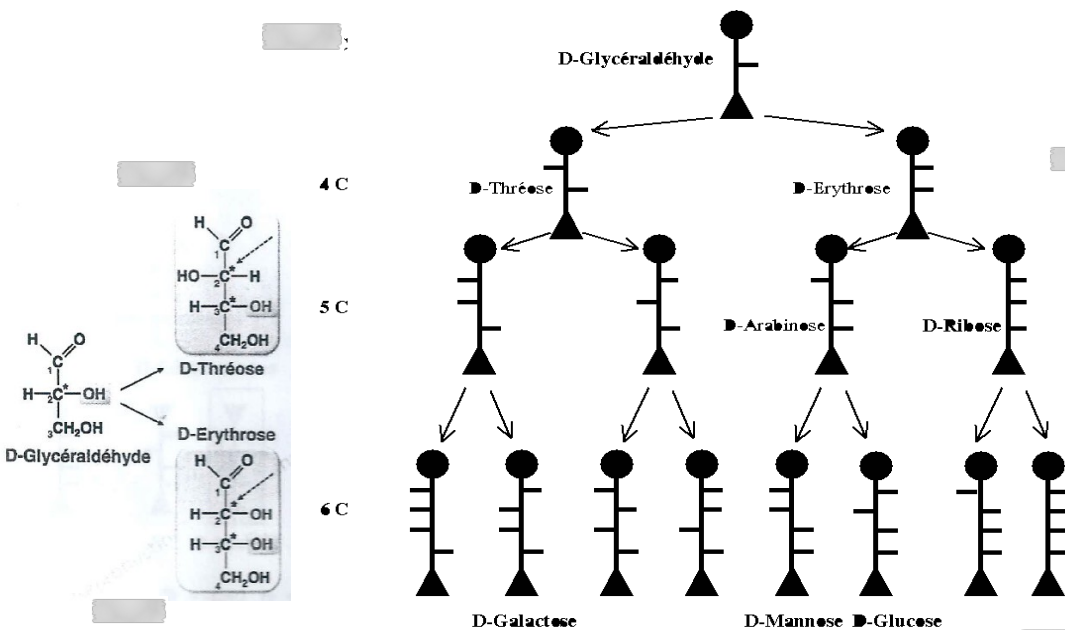 D-Glycéraldéhyde
4 C
D-Thréose
D-Erythrose
5 C
D-Arabinose
D-Ribose
6 C
D-Galactose
D-Mannose
D-Glucose
H O
C
1
HO-C*-H
2
H-C*-OH
3
CH₂OH
4
D-Thréose
H O
C
1
H-C*-OH
2
CH₂OH
3
D-Glycéraldéhyde
D-Erythrose
H O
C
1
H-C*-OH
2
H-C*-OH
3
CH₂OH
4